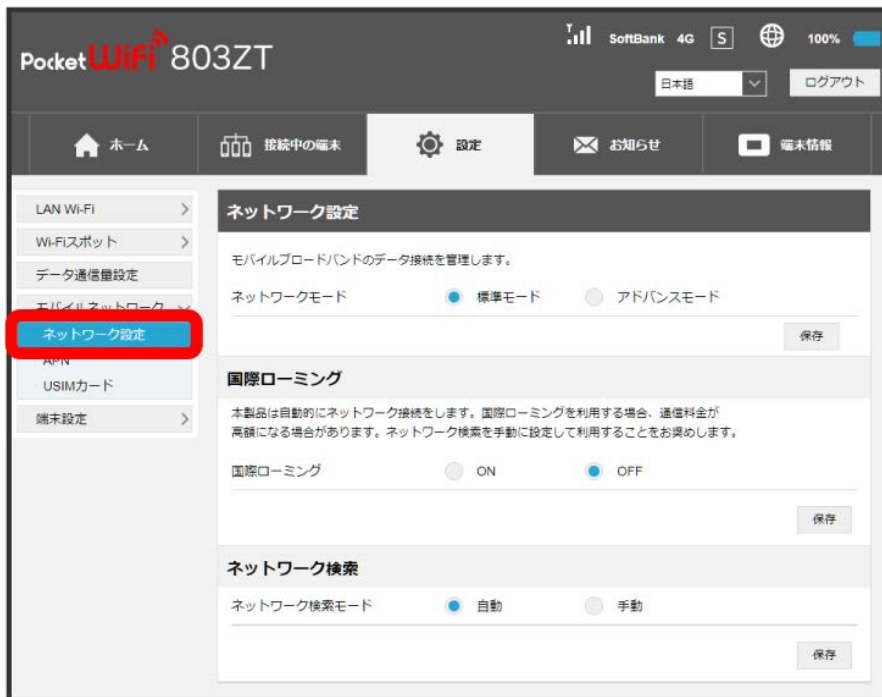 Pocket WiFi 803ZT
SoftBank 4G S 100%
日本語 ログアウト
ホーム 接続中の端末 設定 お知らせ 端末情報
LAN Wi-Fi
Wi-Fiスポット
データ通信量設定
モバイルネットワーク
ネットワーク設定
APN
USIMカード
端末設定
ネットワーク設定
モバイルブロードバンドのデータ接続を管理します。
ネットワークモード 標準モード アドバンスモード
保存
国際ローミング
本製品は自動的にネットワーク接続をします。国際ローミングを利用する場合、通信料金が
高額になる場合があります。ネットワーク検索を手動に設定して利用することをお奨めします。
国際ローミング ON OFF
保存
ネットワーク検索
ネットワーク検索モード 自動 手動
保存